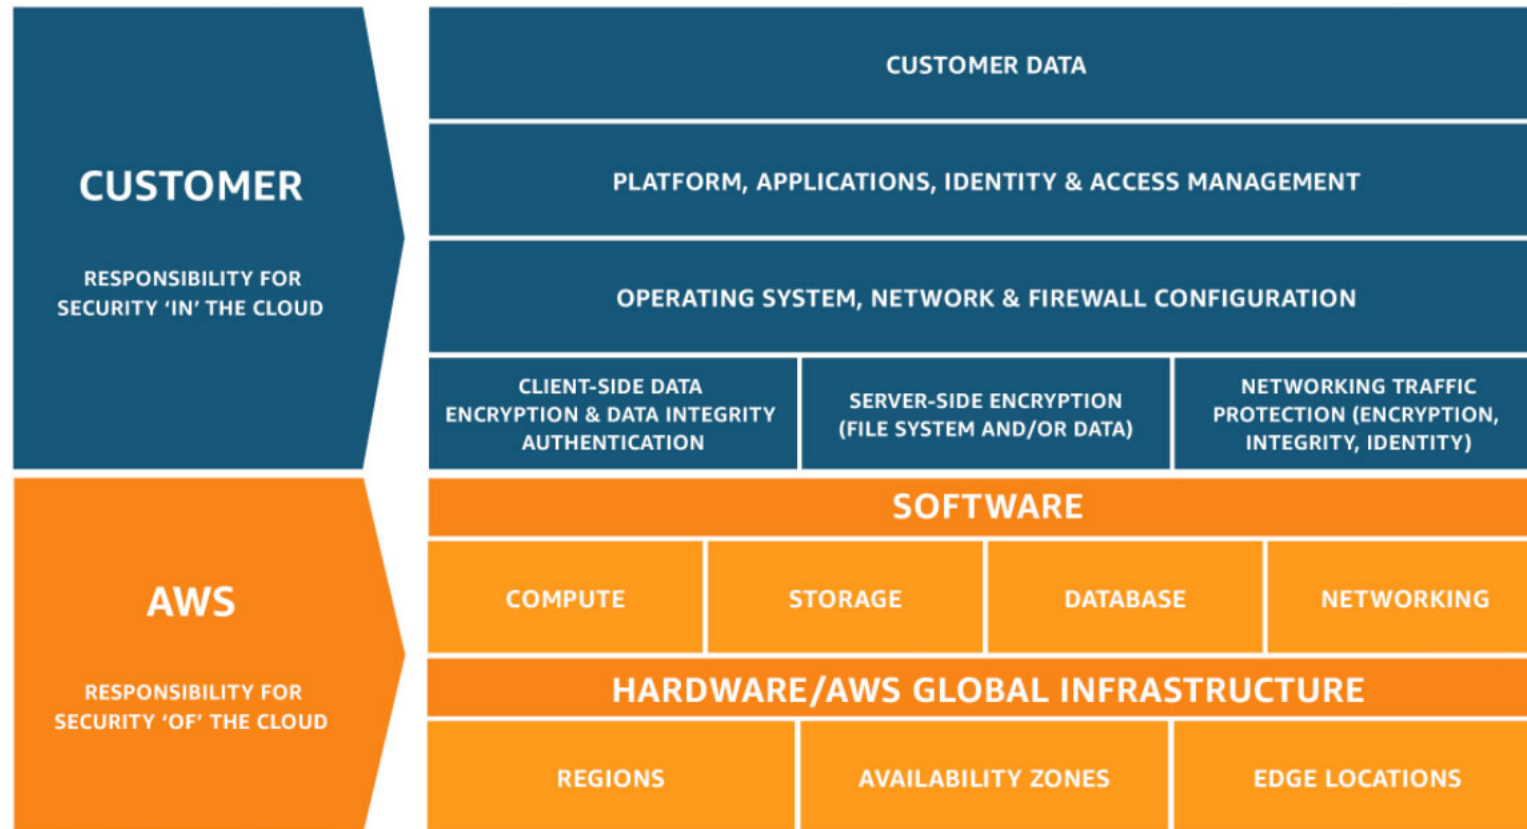 CUSTOMER
RESPONSIBILITY FOR
SECURITY ‘IN’ THE CLOUD
CUSTOMER DATA
PLATFORM, APPLICATIONS, IDENTITY & ACCESS MANAGEMENT
OPERATING SYSTEM, NETWORK & FIREWALL CONFIGURATION
CLIENT-SIDE DATA
ENCRYPTION & DATA INTEGRITY
AUTHENTICATION
SERVER-SIDE ENCRYPTION
(FILE SYSTEM AND/OR DATA)
NETWORKING TRAFFIC
PROTECTION (ENCRYPTION,
INTEGRITY, IDENTITY)
AWS
RESPONSIBILITY FOR
SECURITY ‘OF’ THE CLOUD
SOFTWARE
COMPUTE
STORAGE
DATABASE
NETWORKING
HARDWARE/AWS GLOBAL INFRASTRUCTURE
REGIONS
AVAILABILITY ZONES
EDGE LOCATIONS